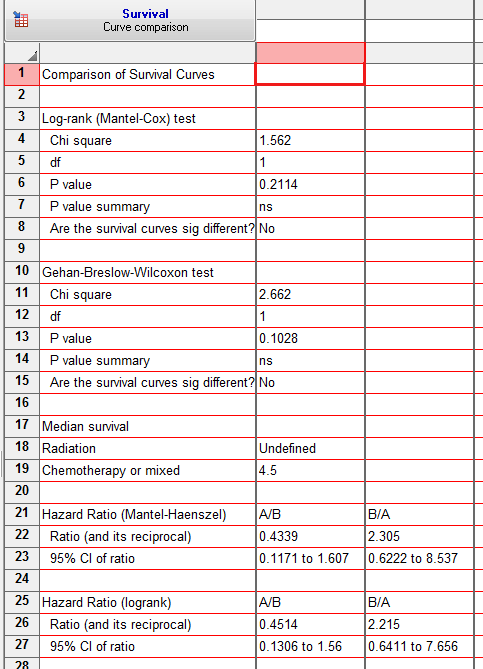 Survival
Curve comparison
1 Comparison of Survival Curves
2
3 Log-rank (Mantel-Cox) test
4 Chi square 1.562
5 df 1
6 P value 0.2114
7 P value summary ns
8 Are the survival curves sig different? No
9
10 Gehan-Breslow-Wilcoxon test
11 Chi square 2.662
12 df 1
13 P value 0.1028
14 P value summary ns
15 Are the survival curves sig different? No
16
17 Median survival
18 Radiation Undefined
19 Chemotherapy or mixed 4.5
20
21 Hazard Ratio (Mantel-Haenszel) A/B B/A
22 Ratio (and its reciprocal) 0.4339 2.305
23 95% CI of ratio 0.1171 to 1.607 0.6222 to 8.537
24
25 Hazard Ratio (logrank) A/B B/A
26 Ratio (and its reciprocal) 0.4514 2.215
27 95% CI of ratio 0.1306 to 1.56 0.6411 to 7.656
28